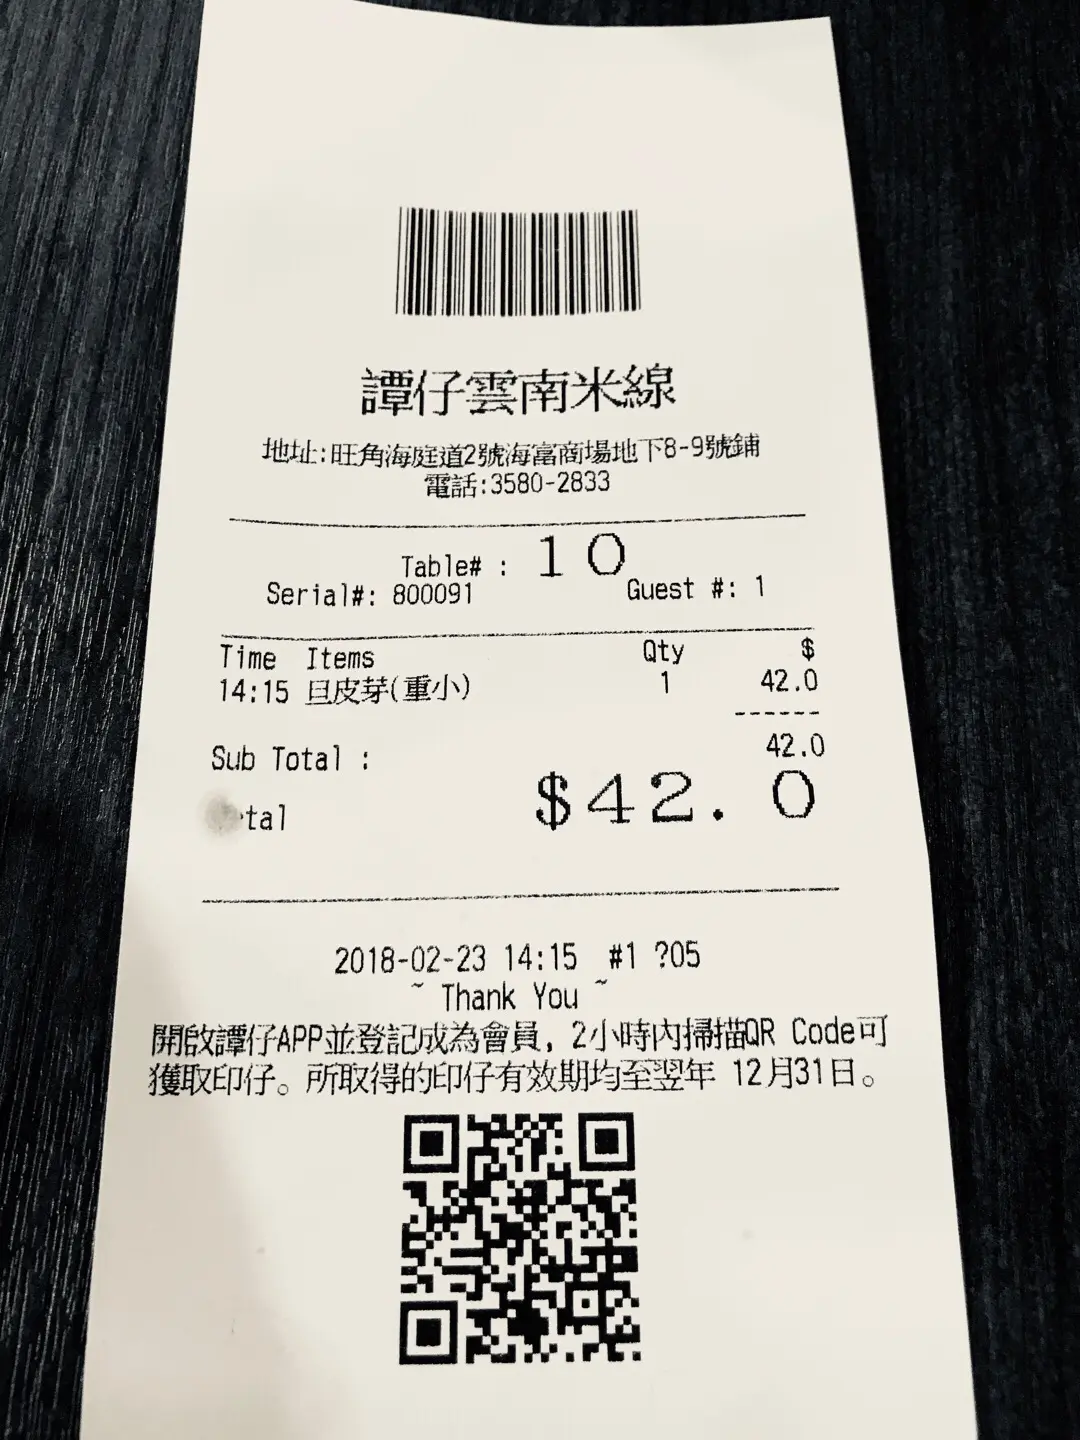 譚仔雲南米線
地址:旺角海庭道2號海富商場地下8-9號鋪
電話:3580-2833
Table# : 10
Serial#: 800091 Guest #: 1
Time Items Qty $
14:15 旦皮芽(重小) 1 42.0
------
Sub Total : 42.0
tal $42.0
2018-02-23 14:15 #1 ?05
~ Thank You ~
開啟譚仔APP並登記成為會員, 2小時內掃描QR Code可
獲取印仔。所取得的印仔有效期均至翌年 12月31日。